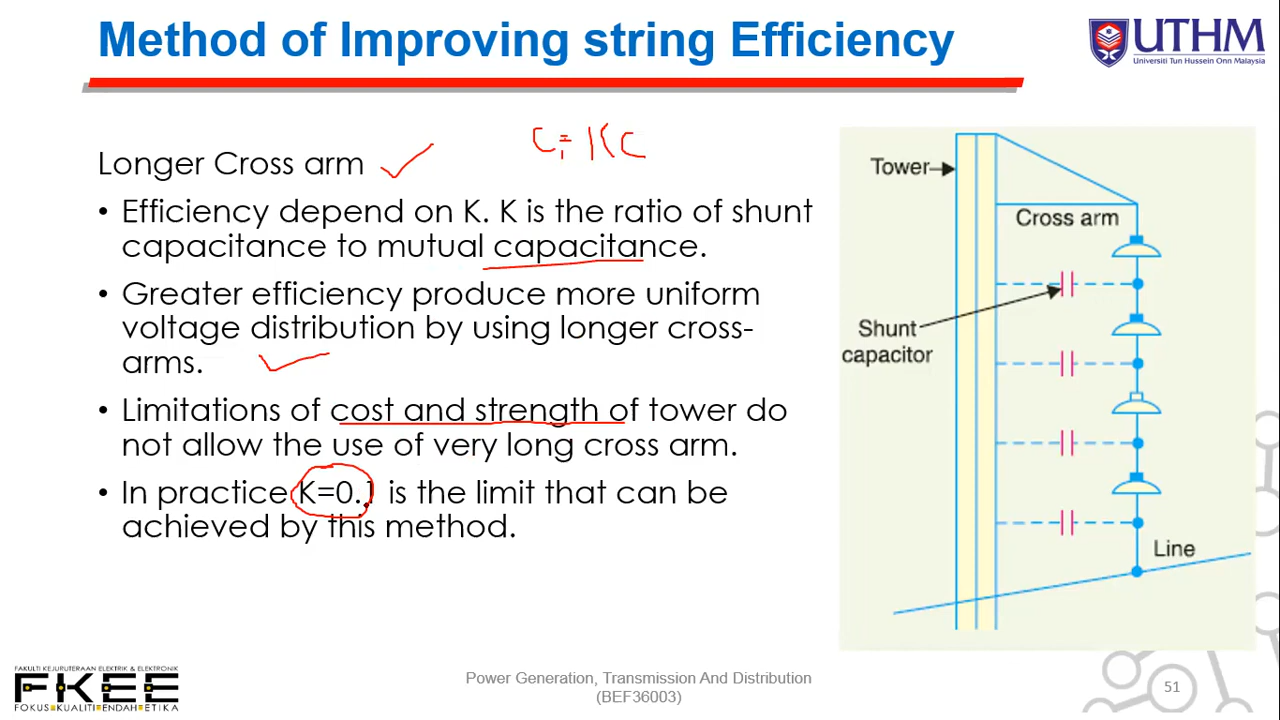 Method of Improving string Efficiency
UTHM
Universiti Tun Hussein Onn Malaysia
C₁ = KC
Longer Cross arm
• Efficiency depend on K. K is the ratio of shunt
capacitance to mutual capacitance.
• Greater efficiency produce more uniform
voltage distribution by using longer cross-
arms.
• Limitations of cost and strength of tower do
not allow the use of very long cross arm.
• In practice K=0.1 is the limit that can be
achieved by this method.
Tower
Cross arm
Shunt
capacitor
Line
FAKULTI KEJURUTERAAN ELEKTRIK & ELEKTRONIK
FKEE
FOKUS•KUALITI•ENDAH•ETIKA
Power Generation, Transmission And Distribution
(BEF36003)
51